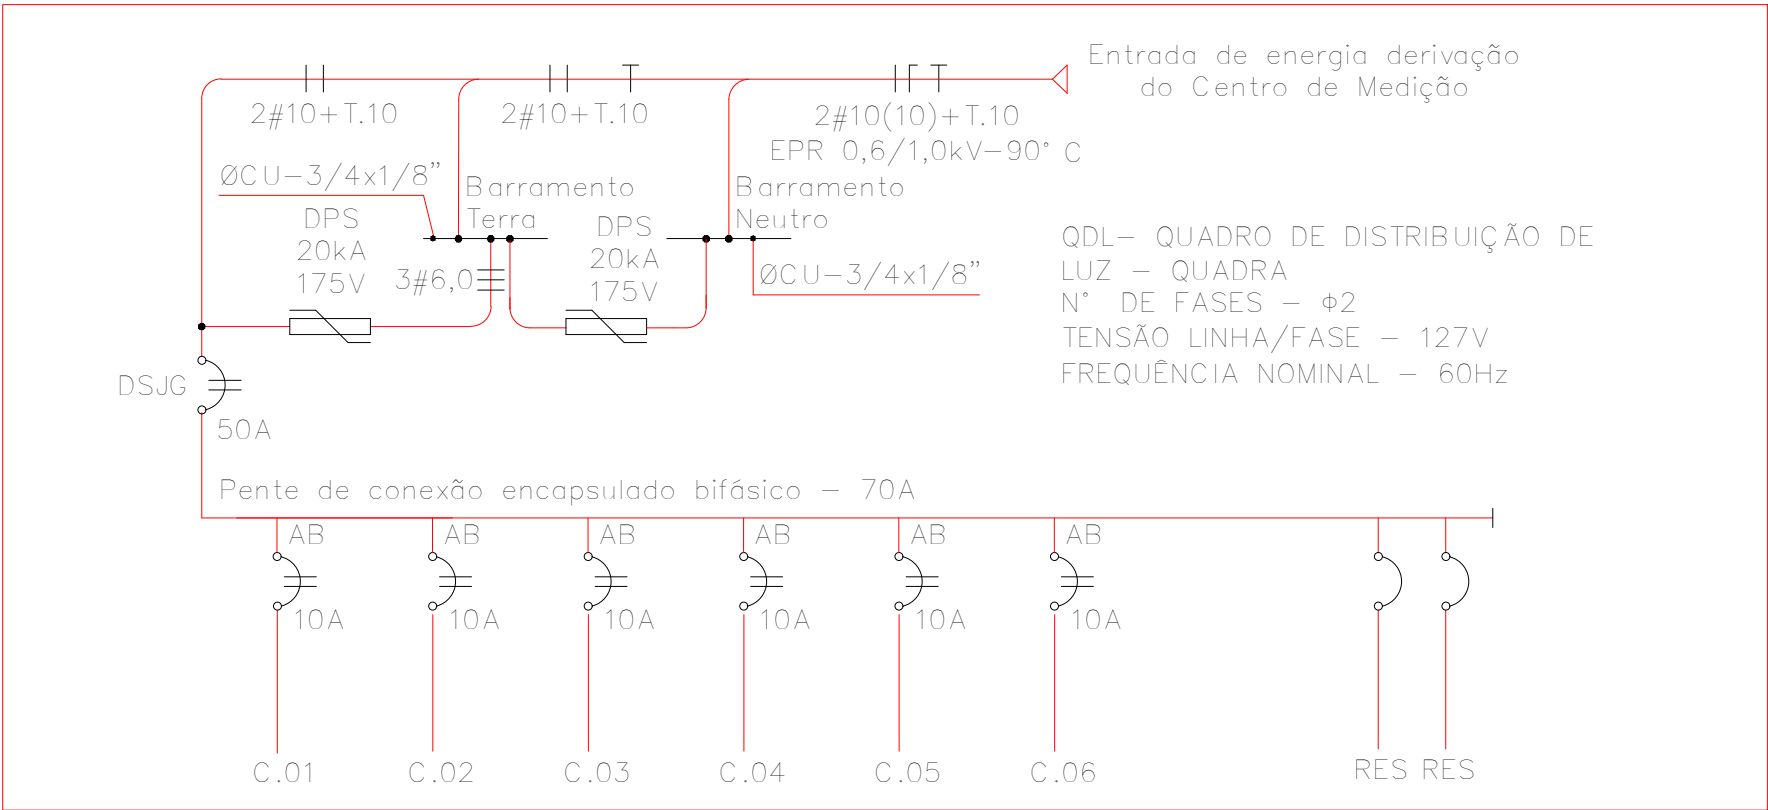 Entrada de energia derivação
do Centro de Medição
2#10+T.10
2#10+T.10
2#10(10)+T.10
EPR 0,6/1,0kV–90° C
ØCU–3/4x1/8”
Barramento
Terra
Barramento
Neutro
DPS
20kA
175V
3#6,0
DPS
20kA
175V
ØCU–3/4x1/8”
QDL– QUADRO DE DISTRIBUIÇÃO DE
LUZ – QUADRA
N° DE FASES – Φ2
TENSÃO LINHA/FASE – 127V
FREQUÊNCIA NOMINAL – 60Hz
DSJG
50A
Pente de conexão encapsulado bifásico – 70A
AB AB AB AB AB AB
10A 10A 10A 10A 10A 10A
C.01 C.02 C.03 C.04 C.05 C.06 RES RES